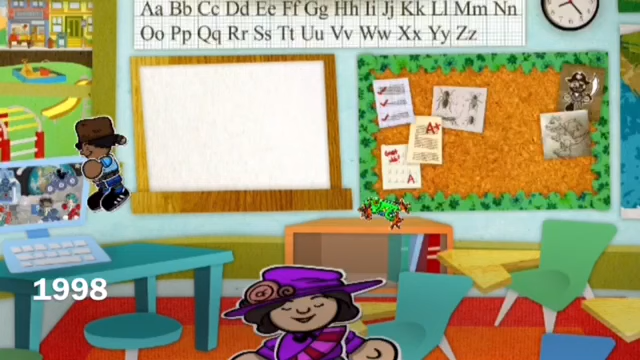 Aa Bb Cc Dd Ee Ff Gg Hh Ii Jj Kk Ll Mm Nn
Oo Pp Qq Rr Ss Tt Uu Vv Ww Xx Yy Zz
A+
A
1998